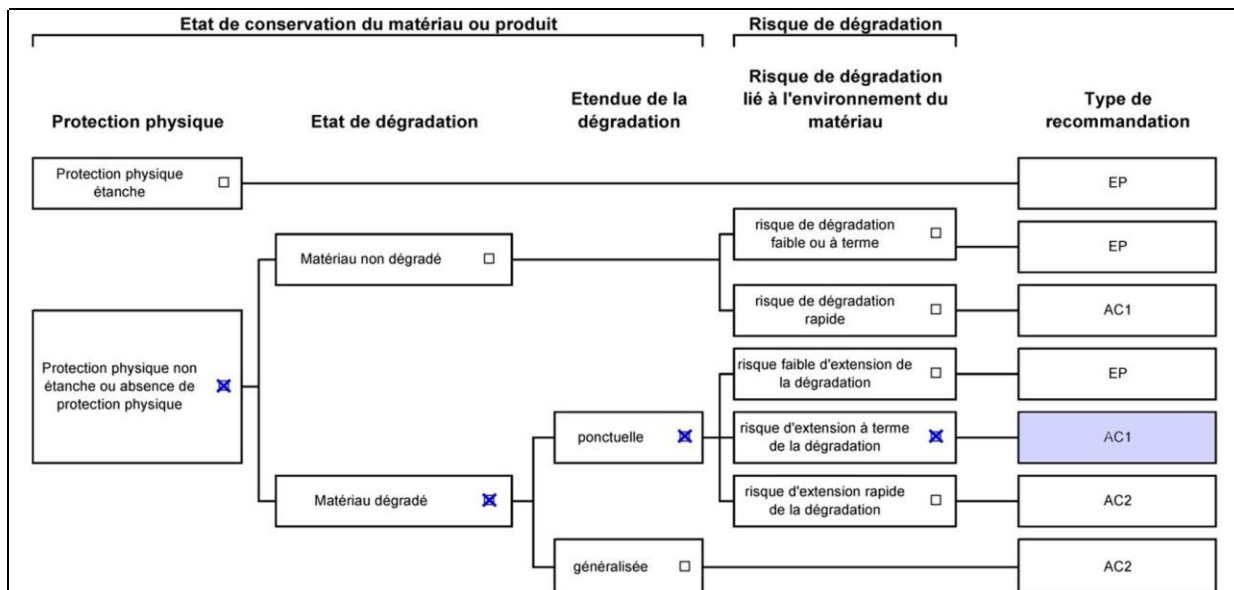 Etat de conservation du matériau ou produit
Risque de dégradation
Protection physique
Etat de dégradation
Etendue de la
dégradation
Risque de dégradation
lié à l'environnement du
matériau
Type de
recommandation
Protection physique
étanche
EP
Matériau non dégradé
risque de dégradation
faible ou à terme
EP
risque de dégradation
rapide
AC1
Protection physique non
étanche ou absence de
protection physique
risque faible d'extension de
la dégradation
EP
ponctuelle
risque d'extension à terme
de la dégradation
AC1
Matériau dégradé
risque d'extension rapide
de la dégradation
AC2
généralisée
AC2